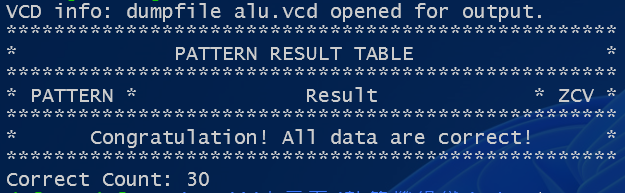 VCD info: dumpfile alu.vcd opened for output.
***************************************************
*             PATTERN RESULT TABLE                *
***************************************************
* PATTERN *              Result             * ZCV *
***************************************************
*      Congratulation! All data are correct!      *
***************************************************
Correct Count: 30